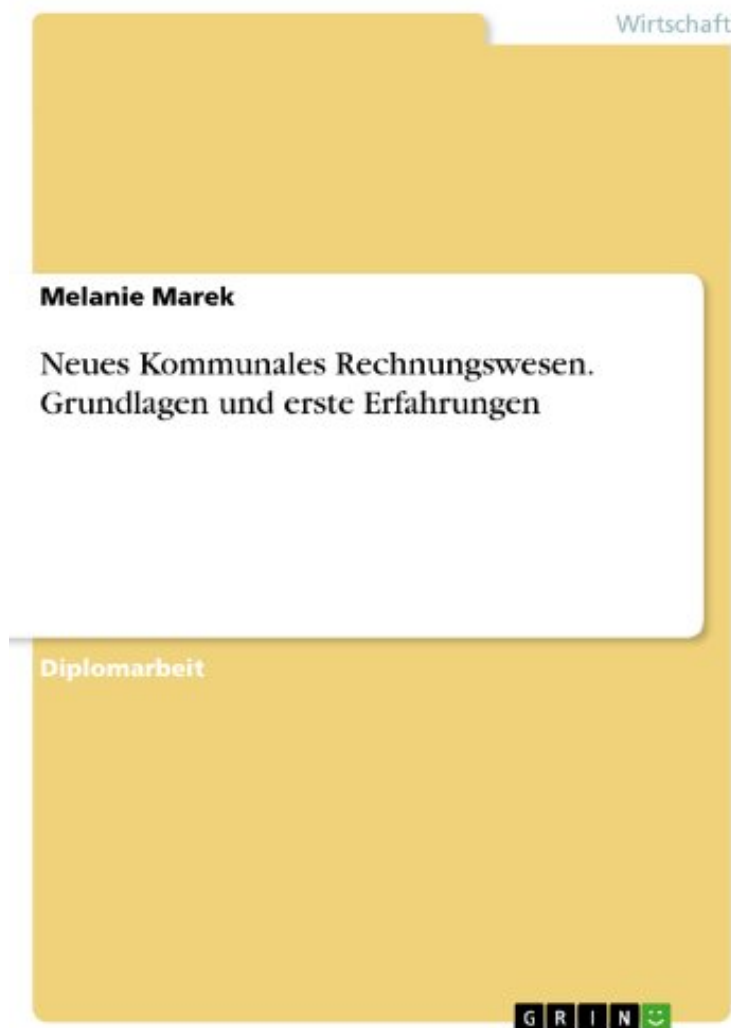 Wirtschaft
Melanie Marek
Neues Kommunales Rechnungswesen.
Grundlagen und erste Erfahrungen
Diplomarbeit
GRIN